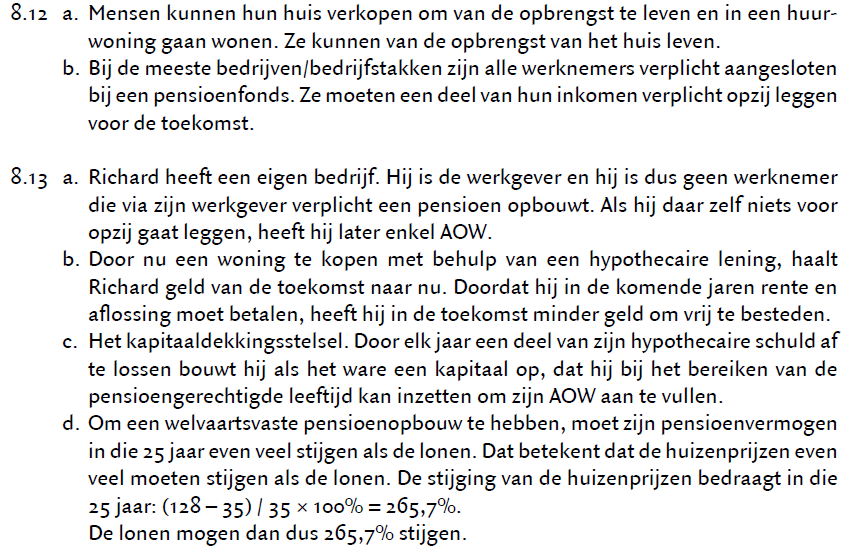 8.12 a. Mensen kunnen hun huis verkopen om van de opbrengst te leven en in een huur-
woning gaan wonen. Ze kunnen van de opbrengst van het huis leven.
b. Bij de meeste bedrijven/bedrijfstakken zijn alle werknemers verplicht aangesloten
bij een pensioenfonds. Ze moeten een deel van hun inkomen verplicht opzij leggen
voor de toekomst.
8.13 a. Richard heeft een eigen bedrijf. Hij is de werkgever en hij is dus geen werknemer
die via zijn werkgever verplicht een pensioen opbouwt. Als hij daar zelf niets voor
opzij gaat leggen, heeft hij later enkel AOW.
b. Door nu een woning te kopen met behulp van een hypothecaire lening, haalt
Richard geld van de toekomst naar nu. Doordat hij in de komende jaren rente en
aflossing moet betalen, heeft hij in de toekomst minder geld om vrij te besteden.
c. Het kapitaaldekkingsstelsel. Door elk jaar een deel van zijn hypothecaire schuld af
te lossen bouwt hij als het ware een kapitaal op, dat hij bij het bereiken van de
pensioengerechtigde leeftijd kan inzetten om zijn AOW aan te vullen.
d. Om een welvaartsvaste pensioenopbouw te hebben, moet zijn pensioenvermogen
in die 25 jaar even veel stijgen als de lonen. Dat betekent dat de huizenprijzen even
veel moeten stijgen als de lonen. De stijging van de huizenprijzen bedraagt in die
25 jaar: (128 – 35) / 35 × 100% = 265,7%.
De lonen mogen dan dus 265,7% stijgen.